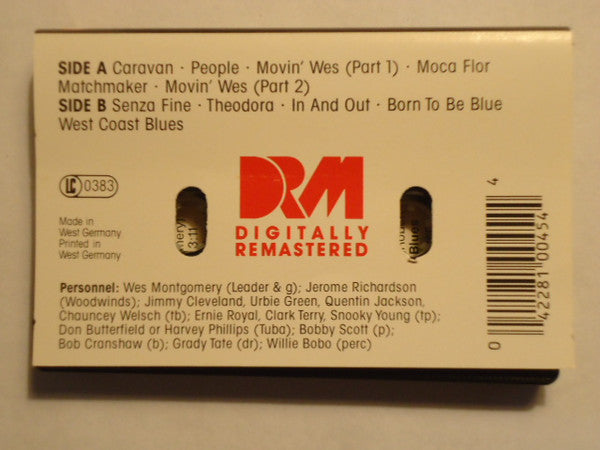 SIDE A Caravan · People · Movin' Wes (Part 1) · Moca Flor
Matchmaker · Movin' Wes (Part 2)
SIDE B Senza Fine · Theodora · In And Out · Born To Be Blue
West Coast Blues
LC 0383
DRM
DIGITALLY
REMASTERED
Made in
West Germany
Printed in
West Germany
3:11
Blues
0 42281 00454 4
Personnel: Wes Montgomery (Leader & g); Jerome Richardson
(Woodwinds); Jimmy Cleveland, Urbie Green, Quentin Jackson,
Chauncey Welsch (tb); Ernie Royal, Clark Terry, Snooky Young (tp);
Don Butterfield or Harvey Phillips (Tuba); Bobby Scott (p);
Bob Cranshaw (b); Grady Tate (dr); Willie Bobo (perc)